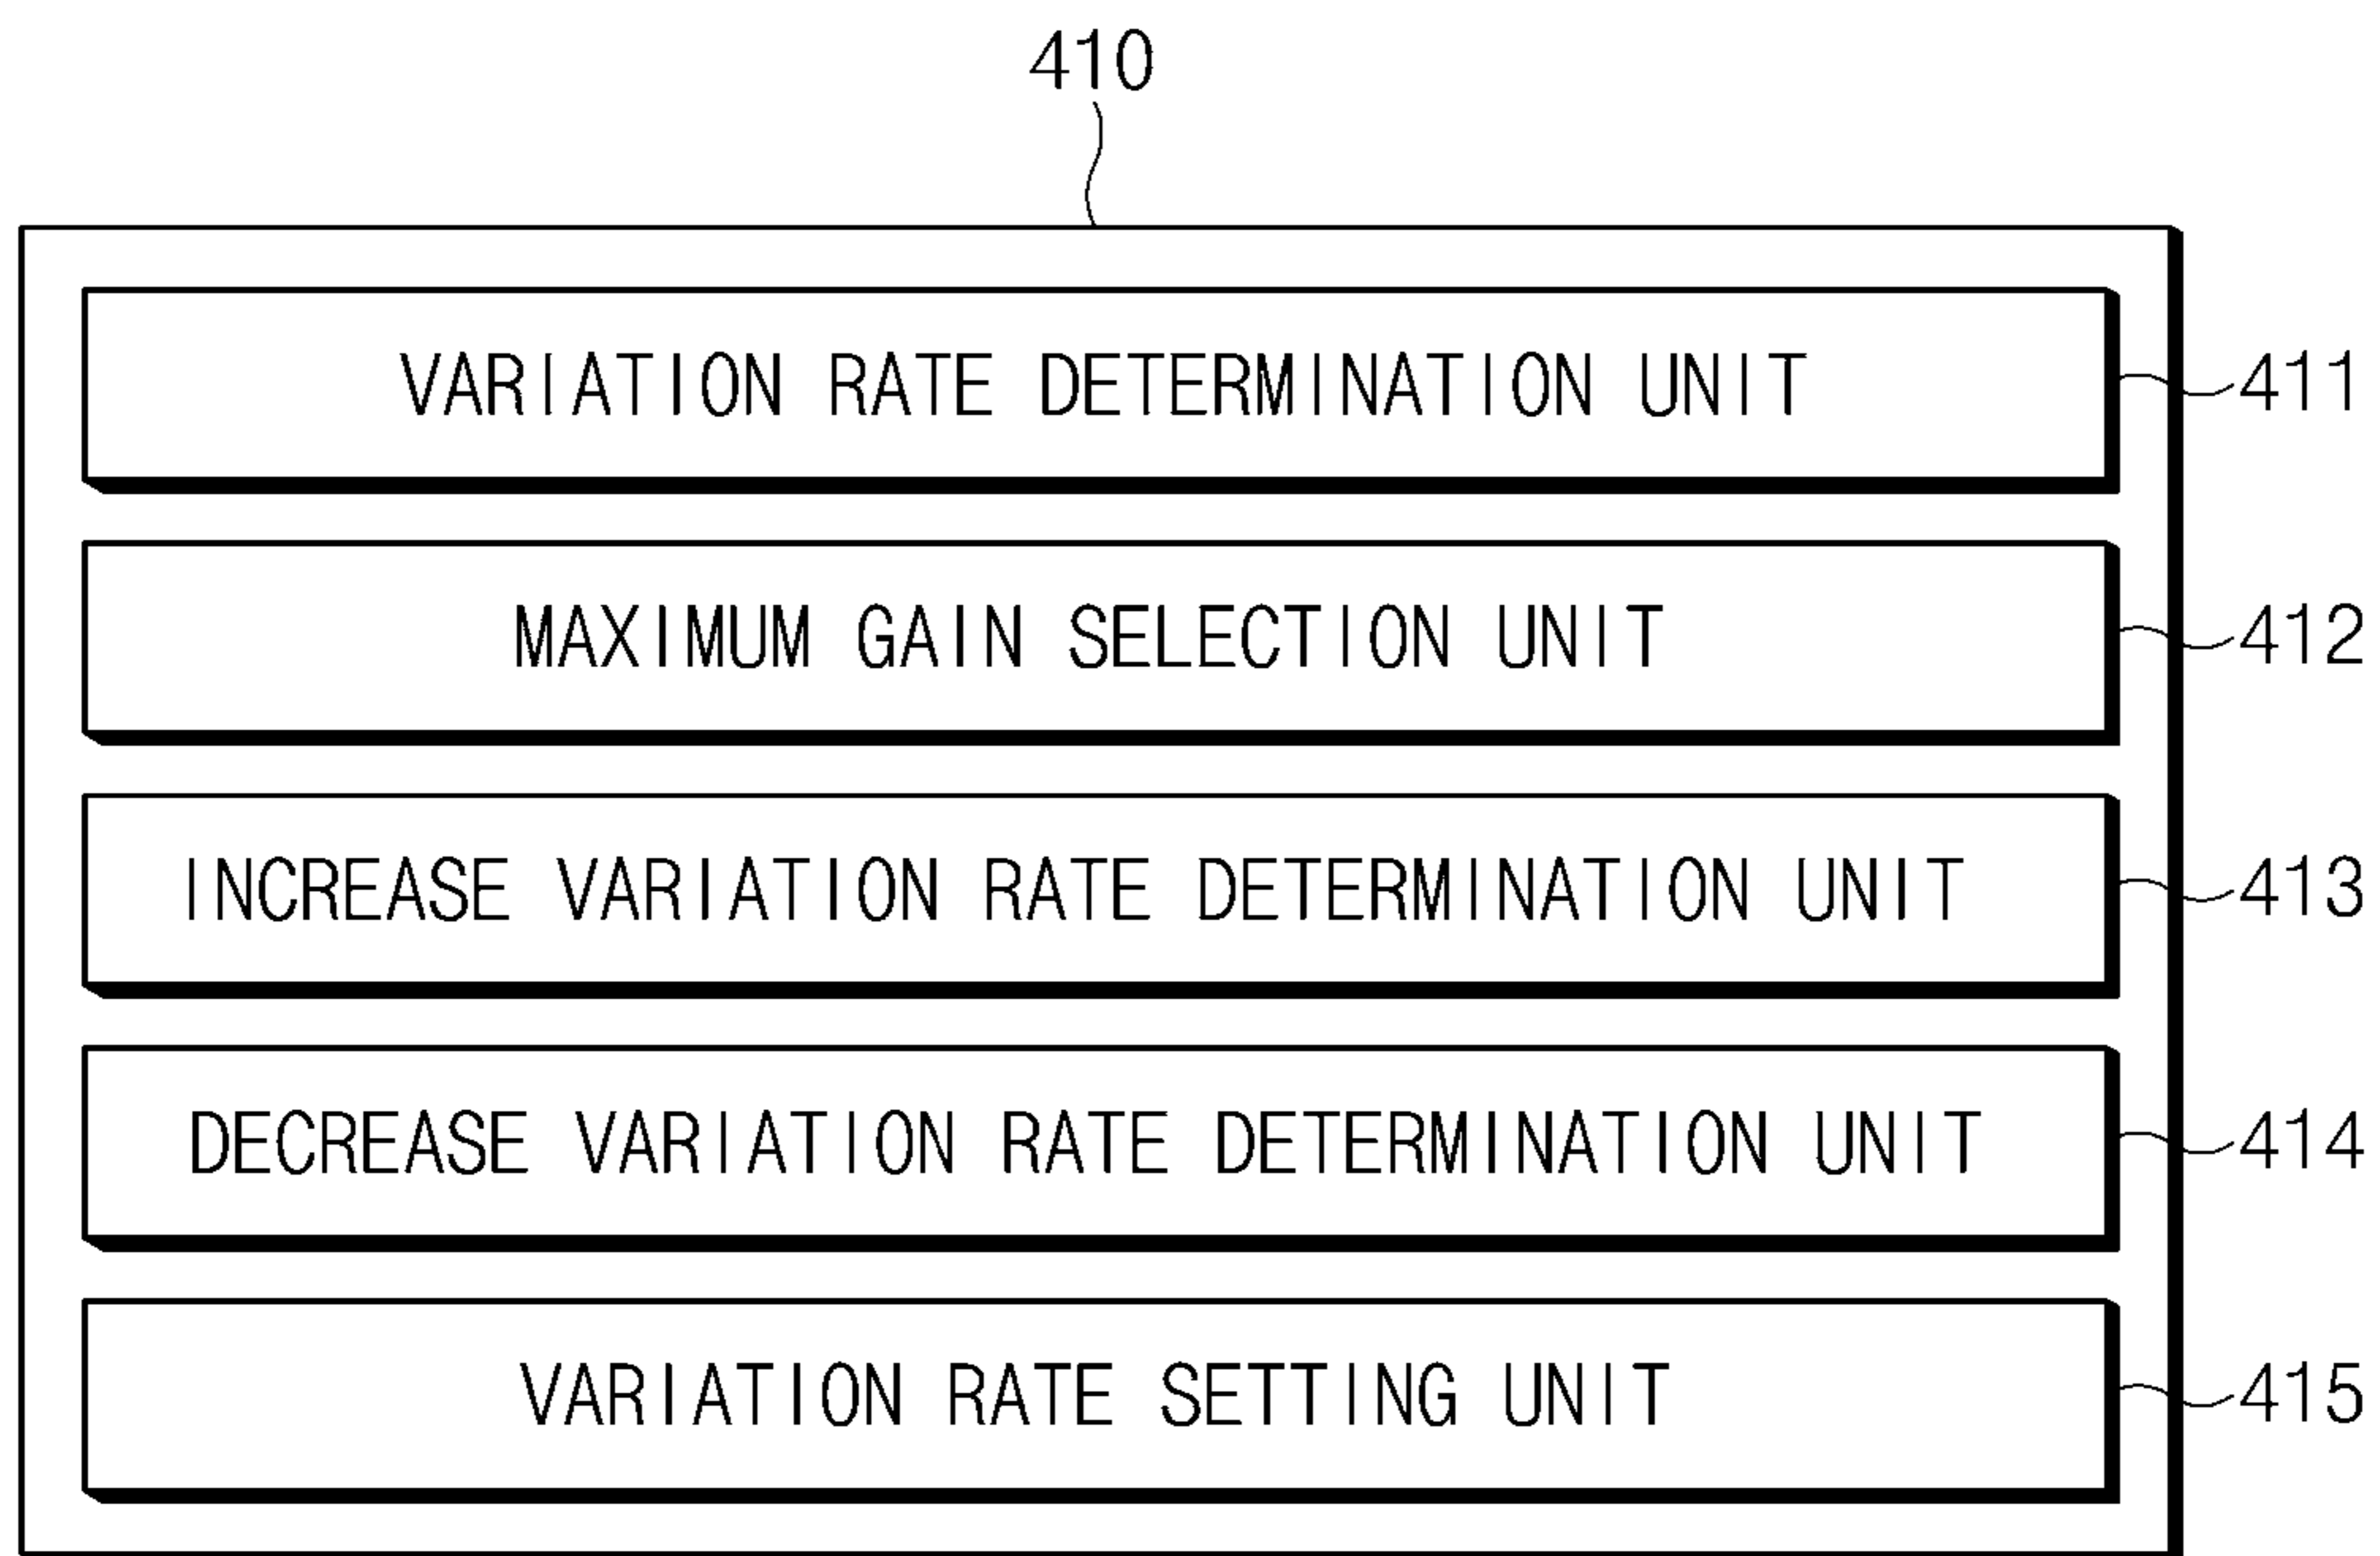 410
VARIATION RATE DETERMINATION UNIT 411
MAXIMUM GAIN SELECTION UNIT 412
INCREASE VARIATION RATE DETERMINATION UNIT 413
DECREASE VARIATION RATE DETERMINATION UNIT 414
VARIATION RATE SETTING UNIT 415